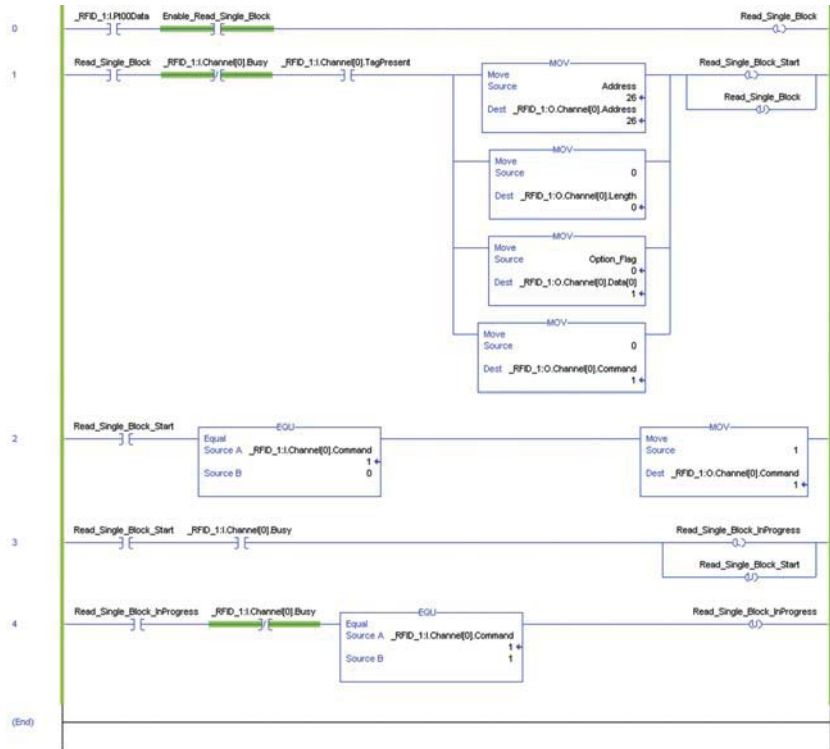 _RFID_1:I.Pt00Data Enable_Read_Single_Block Read_Single_Block
0
Read_Single_Block _RFID_1:I.Channel[0].Busy _RFID_1:I.Channel[0].TagPresent MOV Read_Single_Block_Start
1
Move
Source Address
26
Dest _RFID_1:O.Channel[0].Address
26
Read_Single_Block
MOV
Move
Source 0
Dest _RFID_1:O.Channel[0].Length
0
MOV
Move
Source Option_Flag
0
Dest _RFID_1:O.Channel[0].Data[0]
1
MOV
Move
Source 0
Dest _RFID_1:O.Channel[0].Command
1
Read_Single_Block_Start EQU MOV
2
Equal
Source A _RFID_1:I.Channel[0].Command
1
Source B 0
Move
Source 1
Dest _RFID_1:O.Channel[0].Command
1
Read_Single_Block_Start _RFID_1:I.Channel[0].Busy Read_Single_Block_InProgress
3
Read_Single_Block_Start
Read_Single_Block_InProgress _RFID_1:I.Channel[0].Busy EQU Read_Single_Block_InProgress
4
Equal
Source A _RFID_1:I.Channel[0].Command
1
Source B 1
(End)